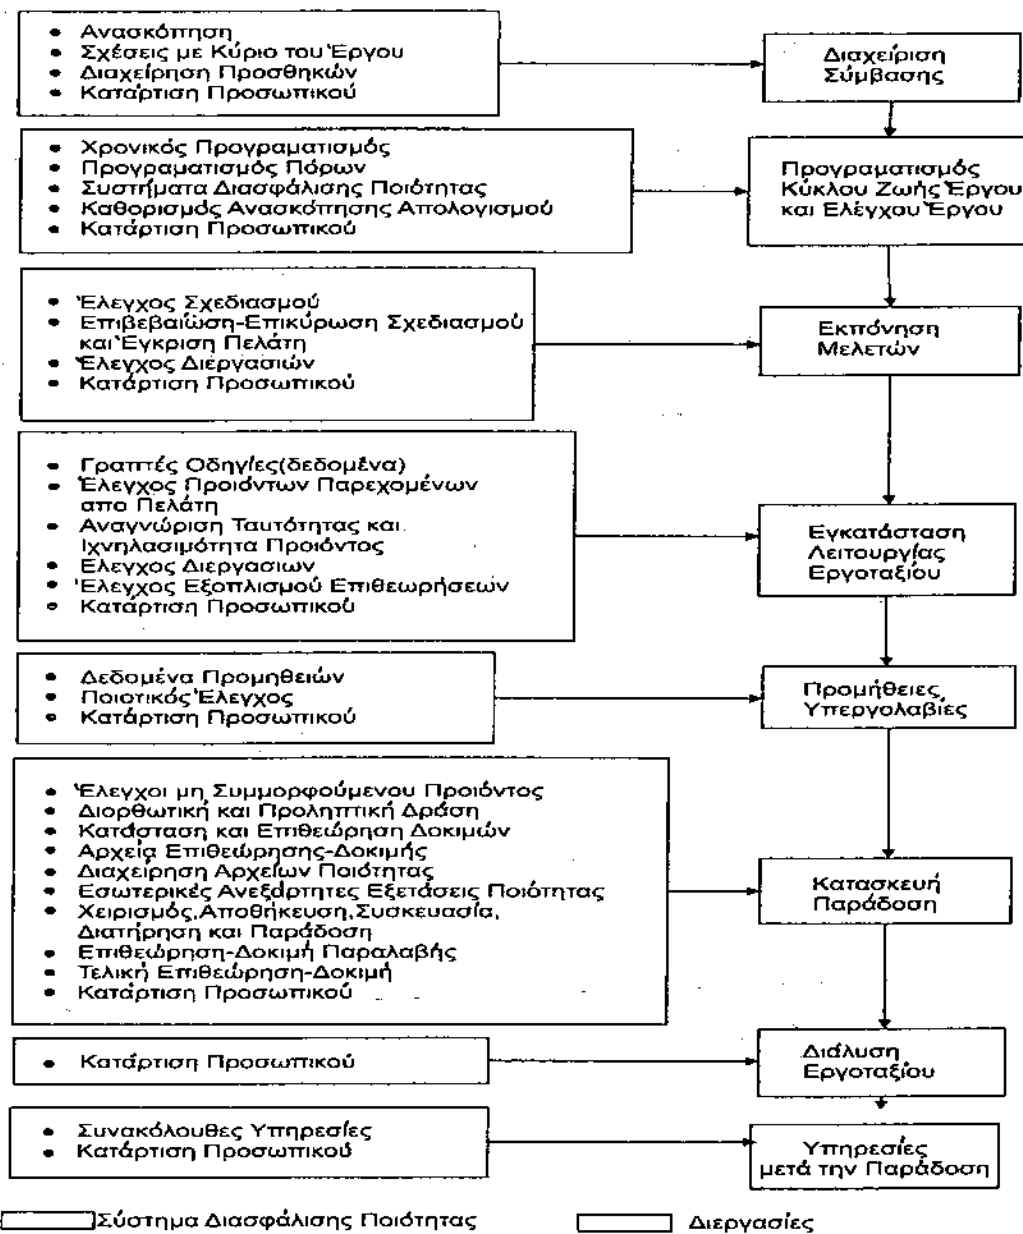 • Ανασκόπηση
• Σχέσεις με Κύριο του Έργου
• Διαχείρηση Προσθηκών
• Κατάρτιση Προσωπικού
Διαχείριση
Σύμβασης
• Χρονικός Προγραματισμός
• Προγραματισμός Πόρων
• Συστήματα Διασφάλισης Ποιότητας
• Καθορισμός Ανασκόπησης Απολογισμού
• Κατάρτιση Προσωπικού
Προγραματισμός
Κύκλου Ζωής Έργου
και Ελέγχου Έργου
• Έλεγχος Σχεδιασμού
• Επιβεβαίωση-Επικύρωση Σχεδιασμού
και Έγκριση Πελάτη
• Έλεγχος Διεργασιών
• Κατάρτιση Προσωπικού
Εκπόνηση
Μελετών
• Γραπτές Οδηγίες(δεδομένα)
• Έλεγχος Προιόντων Παρεχομένων
απο Πελάτη
• Αναγνώριση Ταυτότητας και
Ιχνηλασιμότητα Προιόντος
• Ελεγχος Διεργασιων
• Έλεγχος Εξοπλισμού Επιθεωρήσεών
• Κατάρτιση Προσωπικού
Εγκατάσταση
Λειτουργίας
Εργοταξίου
• Δεδομένα Προμηθειών
• Ποιοτικός Έλεγχος
• Κατάρτιση Προσωπικού
Προμήθειες,
Υπεργολαβίες
• Έλεγχοι μη Συμμορφούμενου Προιόντος
• Διορθωτική και Προληπτική Δράση
• Κατάσταση και Επιθεώρηση Δοκιμών
• Αρχεία Επιθεώρησης-Δοκιμής
• Διαχείρηση Αρχείων Ποιότητας
• Εσωτερικές Ανεξάρτητες Εξετάσεις Ποιότητας
• Χειρισμός,Αποθήκευση,Συσκευασία,
Διατήρηση και Παράδοση
• Επιθεώρηση-Δοκιμή Παραλαβής
• Τελική Επιθεώρηση-Δοκιμή
• Κατάρτιση Προσωπικού
Κατασκευή
Παράδοση
• Κατάρτιση Προσωπικού
Διάλυση
Εργοταξίου
• Συνακόλουθες Υπηρεσίες
• Κατάρτιση Προσωπικού
Υπηρεσίες
μετά την Παράδοση
Σύστημα Διασφάλισης Ποιότητας
Διεργασίες